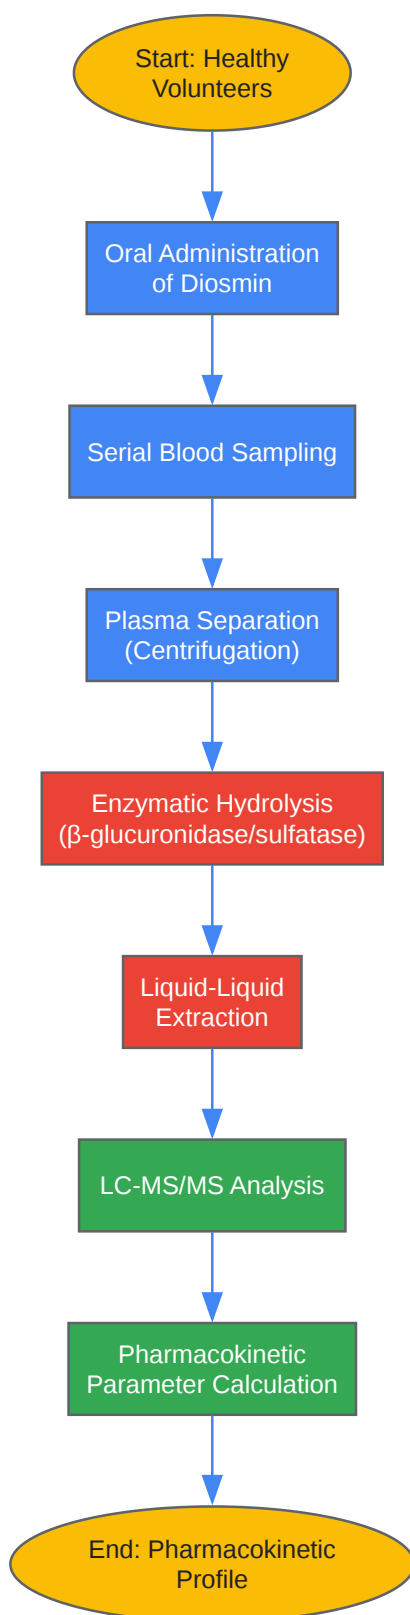 Start: Healthy
Volunteers
Oral Administration
of Diosmin
Serial Blood Sampling
Plasma Separation
(Centrifugation)
Enzymatic Hydrolysis
(β-glucuronidase/sulfatase)
Liquid-Liquid
Extraction
LC-MS/MS Analysis
Pharmacokinetic
Parameter Calculation
End: Pharmacokinetic
Profile